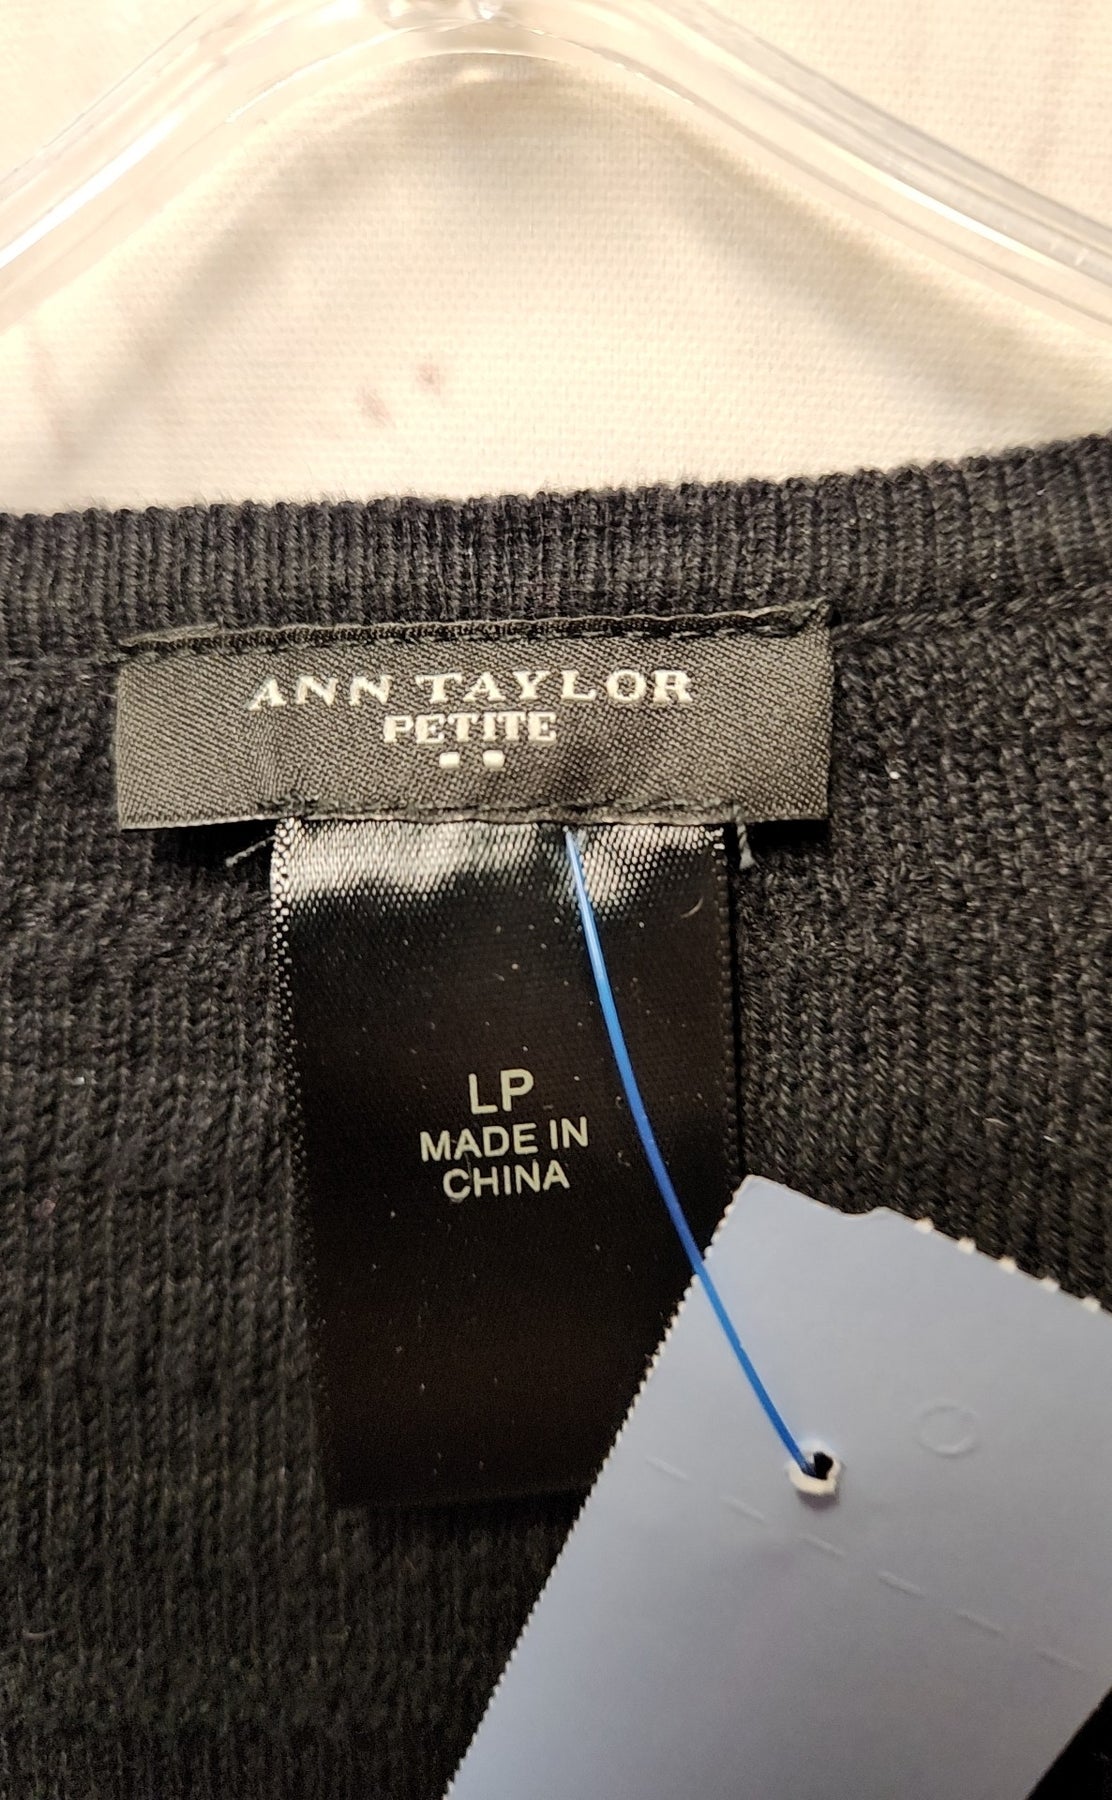 ANN TAYLOR
PETITE
LP
MADE IN
CHINA